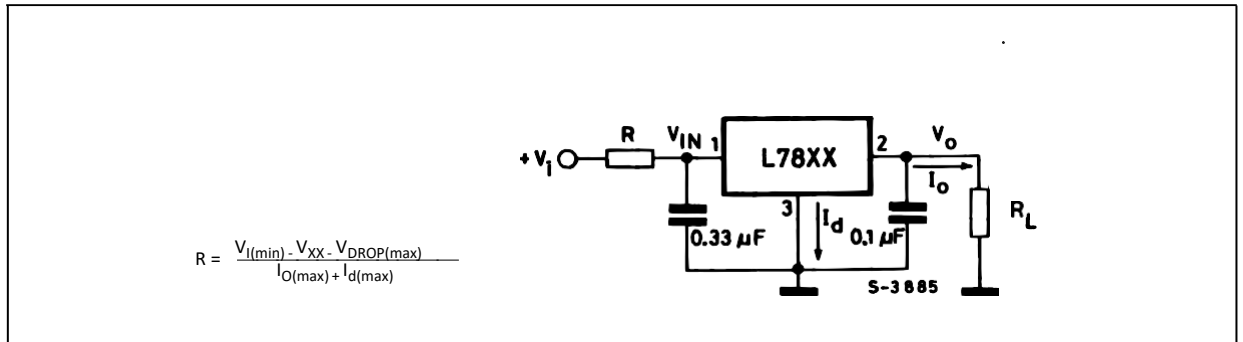 R = V_I(min) - V_XX - V_DROP(max)
I_O(max) + I_d(max)
R V_IN 1 L78XX 2 V_o
+ V_i
I_o
3 I_d R_L
0.33 µF 0.1 µF
S-3885